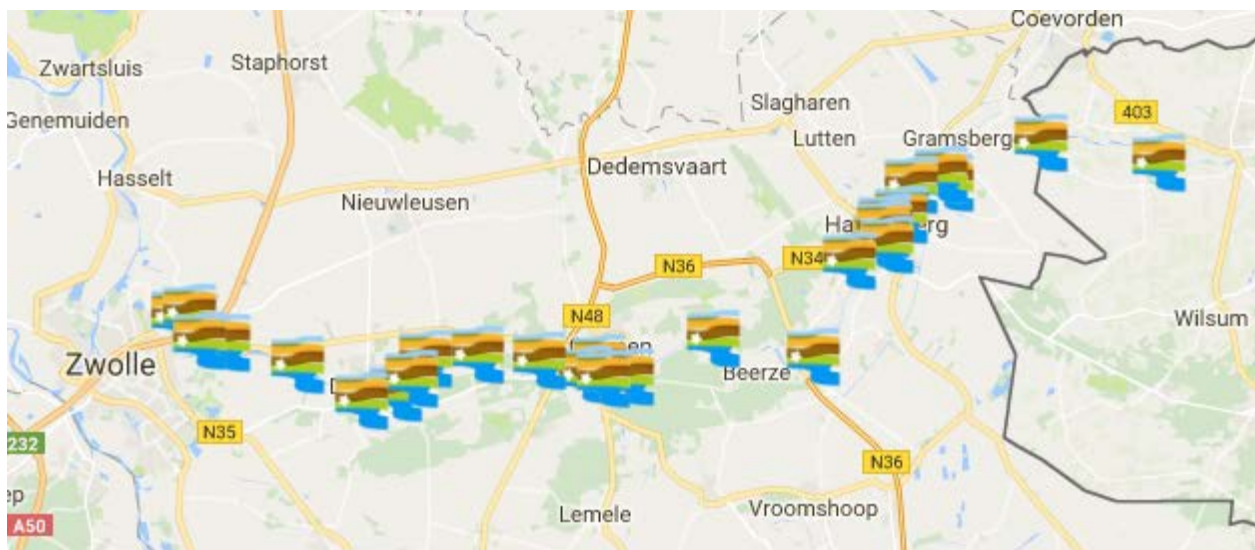 Coevorden
Zwartsluis
Staphorst
Slagharen
403
Genemuiden
Lutten
Gramsberg
Dedemsvaart
Hasselt
Nieuwleusen
N36
N34
N48
Wilsum
Zwolle
Beerze
N35
232
N36
Lemele
Vroomshoop
A50